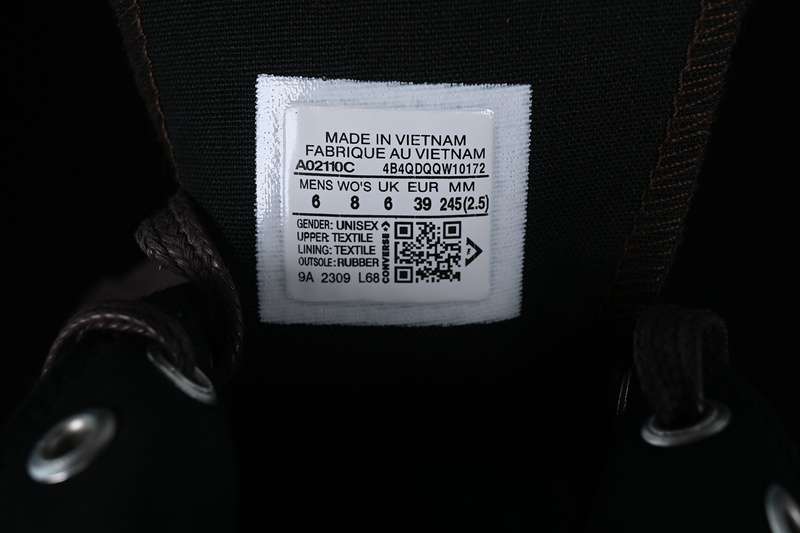 MADE IN VIETNAM
FABRIQUE AU VIETNAM
A02110C 4B4QDQQW10172
MENS WO'S UK EUR MM
6 8 6 39 245(2.5)
GENDER: UNISEX
UPPER: TEXTILE
LINING: TEXTILE
OUTSOLE: RUBBER
9A 2309 L68
CONVERSE